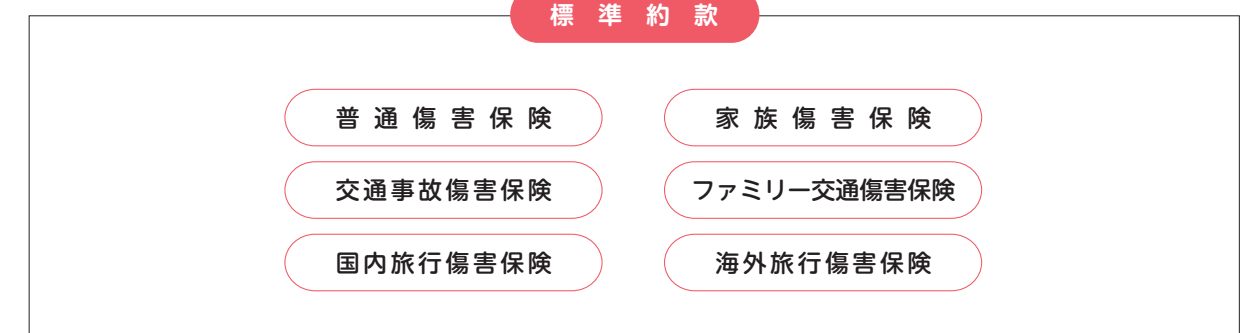 標準約款
普通傷害保険
家族傷害保険
交通事故傷害保険
ファミリー交通傷害保険
国内旅行傷害保険
海外旅行傷害保険